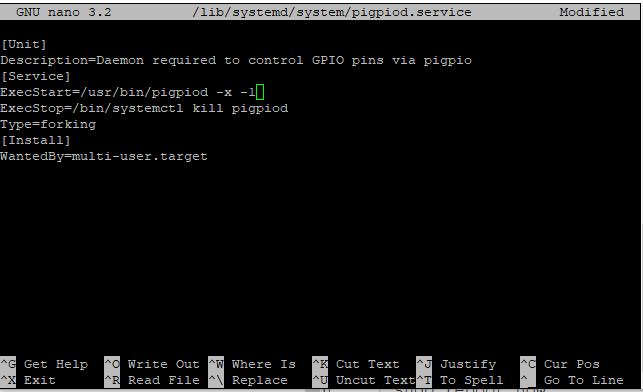 GNU nano 3.2 /lib/systemd/system/pigpiod.service Modified
[Unit]
Description=Daemon required to control GPIO pins via pigpio
[Service]
ExecStart=/usr/bin/pigpiod -x -1
ExecStop=/bin/systemctl kill pigpiod
Type=forking
[Install]
WantedBy=multi-user.target
^G Get Help ^O Write Out ^W Where Is ^K Cut Text ^J Justify ^C Cur Pos
^X Exit ^R Read File ^\ Replace ^U Uncut Text ^T To Spell ^_ Go To Line